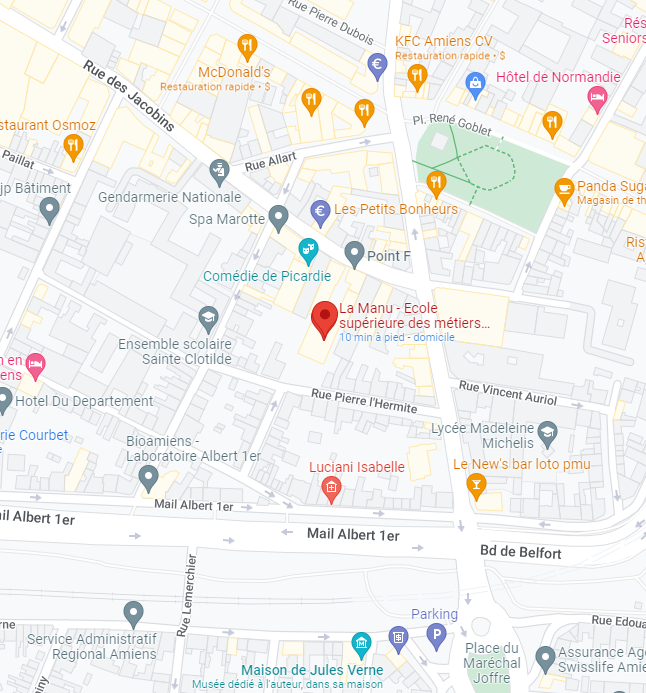 Rue Pierre Dubois
KFC Amiens CV
Restauration rapide • $
Rés
Seniors
McDonald's
Restauration rapide • $
Hôtel de Normandie
Rue des Jacobins
Pl. René Goblet
staurant Osmoz
Paillat
Rue Allart
jp Bâtiment
Gendarmerie Nationale
Panda Suga
Magasin de th
Les Petits Bonheurs
Spa Marotte
Ris
A
Point F
Comédie de Picardie
La Manu - Ecole
supérieure des métiers...
10 min à pied - domicile
Ensemble scolaire
Sainte Clotilde
n en
ens
Rue Pierre l'Hermite
Rue Vincent Auriol
Hotel Du Departement
rie Courbet
e
Lycée Madeleine
Michelis
Bioamiens -
Laboratoire Albert 1er
Luciani Isabelle
Le New's bar loto pmu
Mail Albert 1er
ail Albert 1er
Mail Albert 1er
Bd de Belfort
Rue Lemerchier
Parking
P
erne
Rue Edoua
Service Administratif
Regional Amiens
Place du
Maréchal
Joffre
Assurance Age
Swisslife Amie
Maison de Jules Verne
Musée dédié à l'auteur, dans sa maison
iny